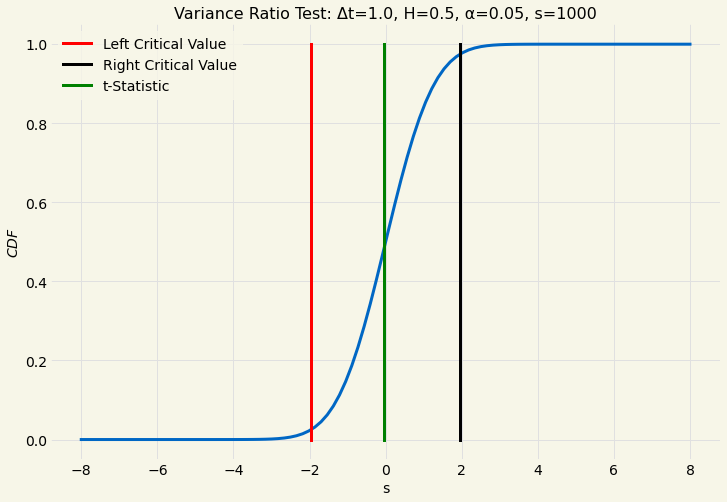 Variance Ratio Test: Δt=1.0, H=0.5, α=0.05, s=1000
Left Critical Value
Right Critical Value
t-Statistic
1.0
0.8
0.6
0.4
0.2
0.0
CDF
−8 −6 −4 −2 0 2 4 6 8
s